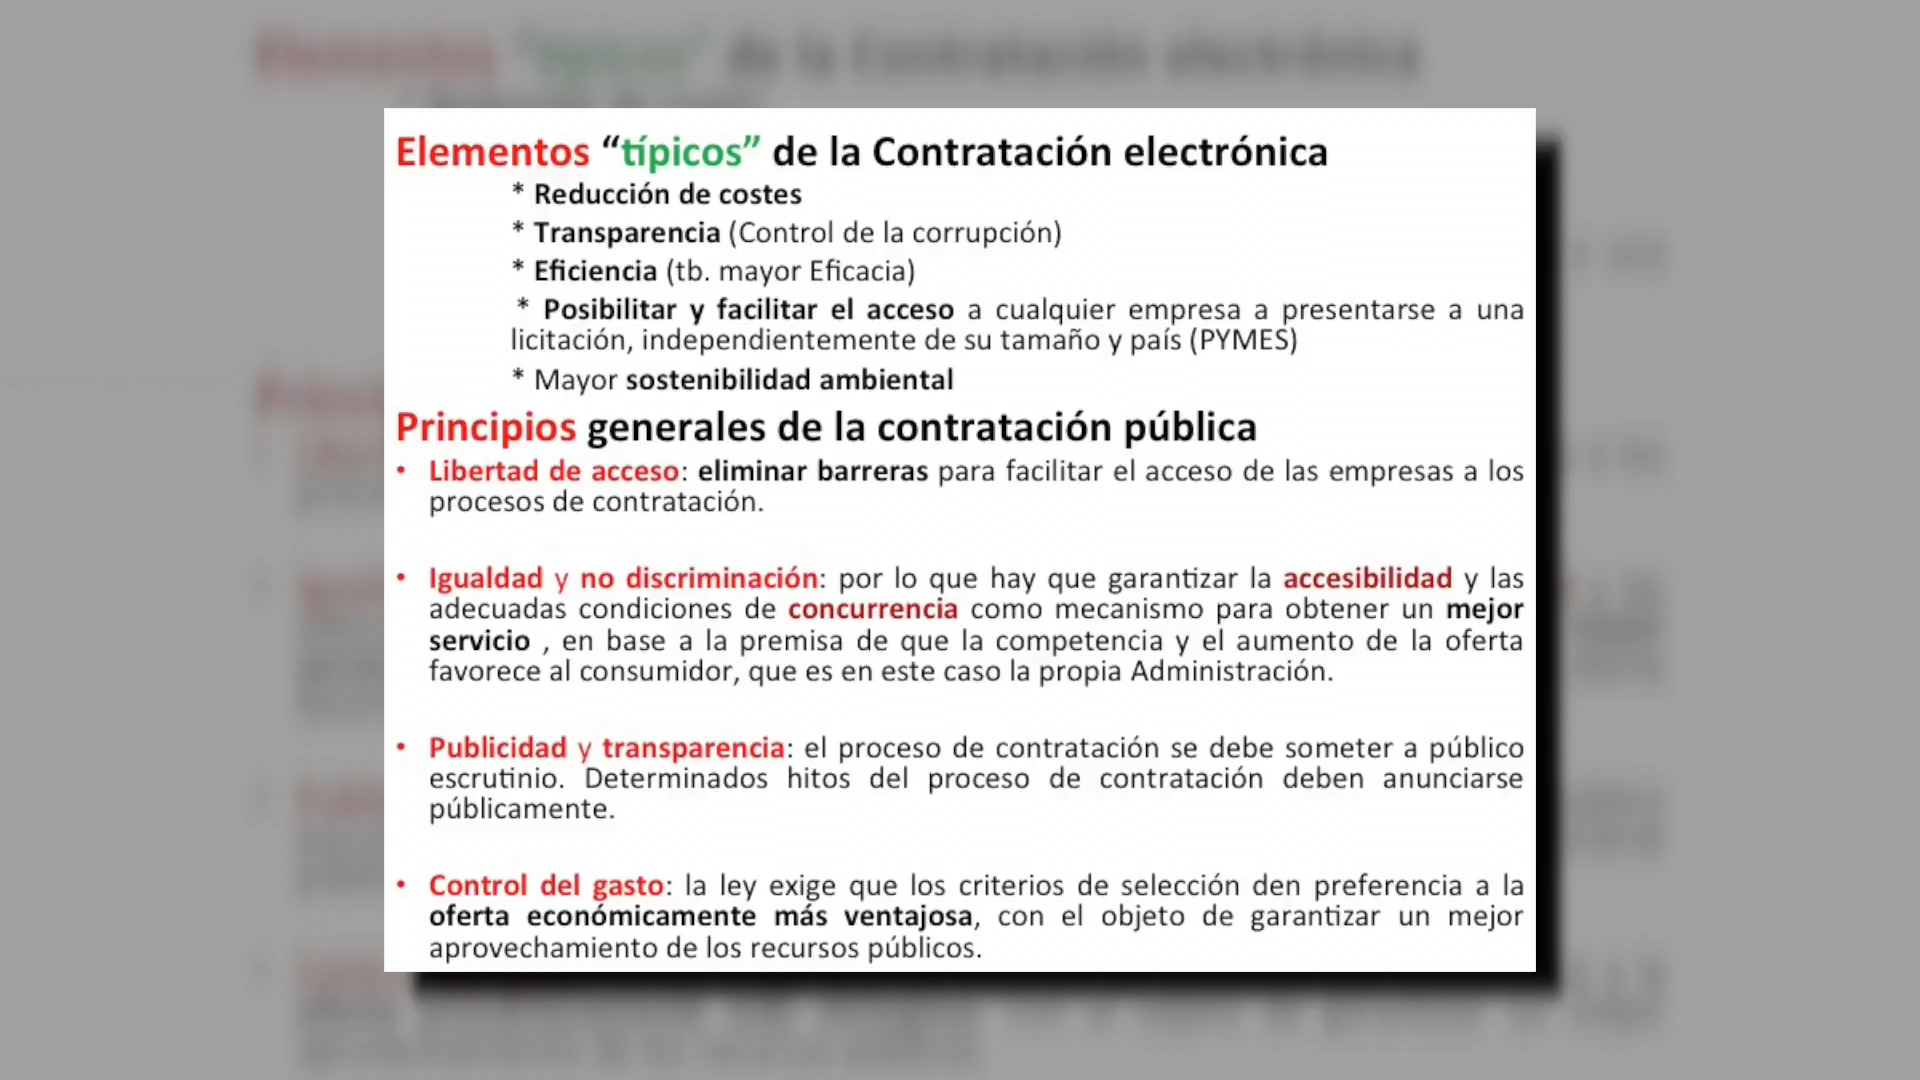 Elementos “típicos” de la Contratación electrónica
* Reducción de costes
* Transparencia (Control de la corrupción)
* Eficiencia (tb. mayor Eficacia)
* Posibilitar y facilitar el acceso a cualquier empresa a presentarse a una
licitación, independientemente de su tamaño y país (PYMES)
* Mayor sostenibilidad ambiental
Principios generales de la contratación pública
• Libertad de acceso: eliminar barreras para facilitar el acceso de las empresas a los
procesos de contratación.
• Igualdad y no discriminación: por lo que hay que garantizar la accesibilidad y las
adecuadas condiciones de concurrencia como mecanismo para obtener un mejor
servicio , en base a la premisa de que la competencia y el aumento de la oferta
favorece al consumidor, que es en este caso la propia Administración.
• Publicidad y transparencia: el proceso de contratación se debe someter a público
escrutinio. Determinados hitos del proceso de contratación deben anunciarse
públicamente.
• Control del gasto: la ley exige que los criterios de selección den preferencia a la
oferta económicamente más ventajosa, con el objeto de garantizar un mejor
aprovechamiento de los recursos públicos.